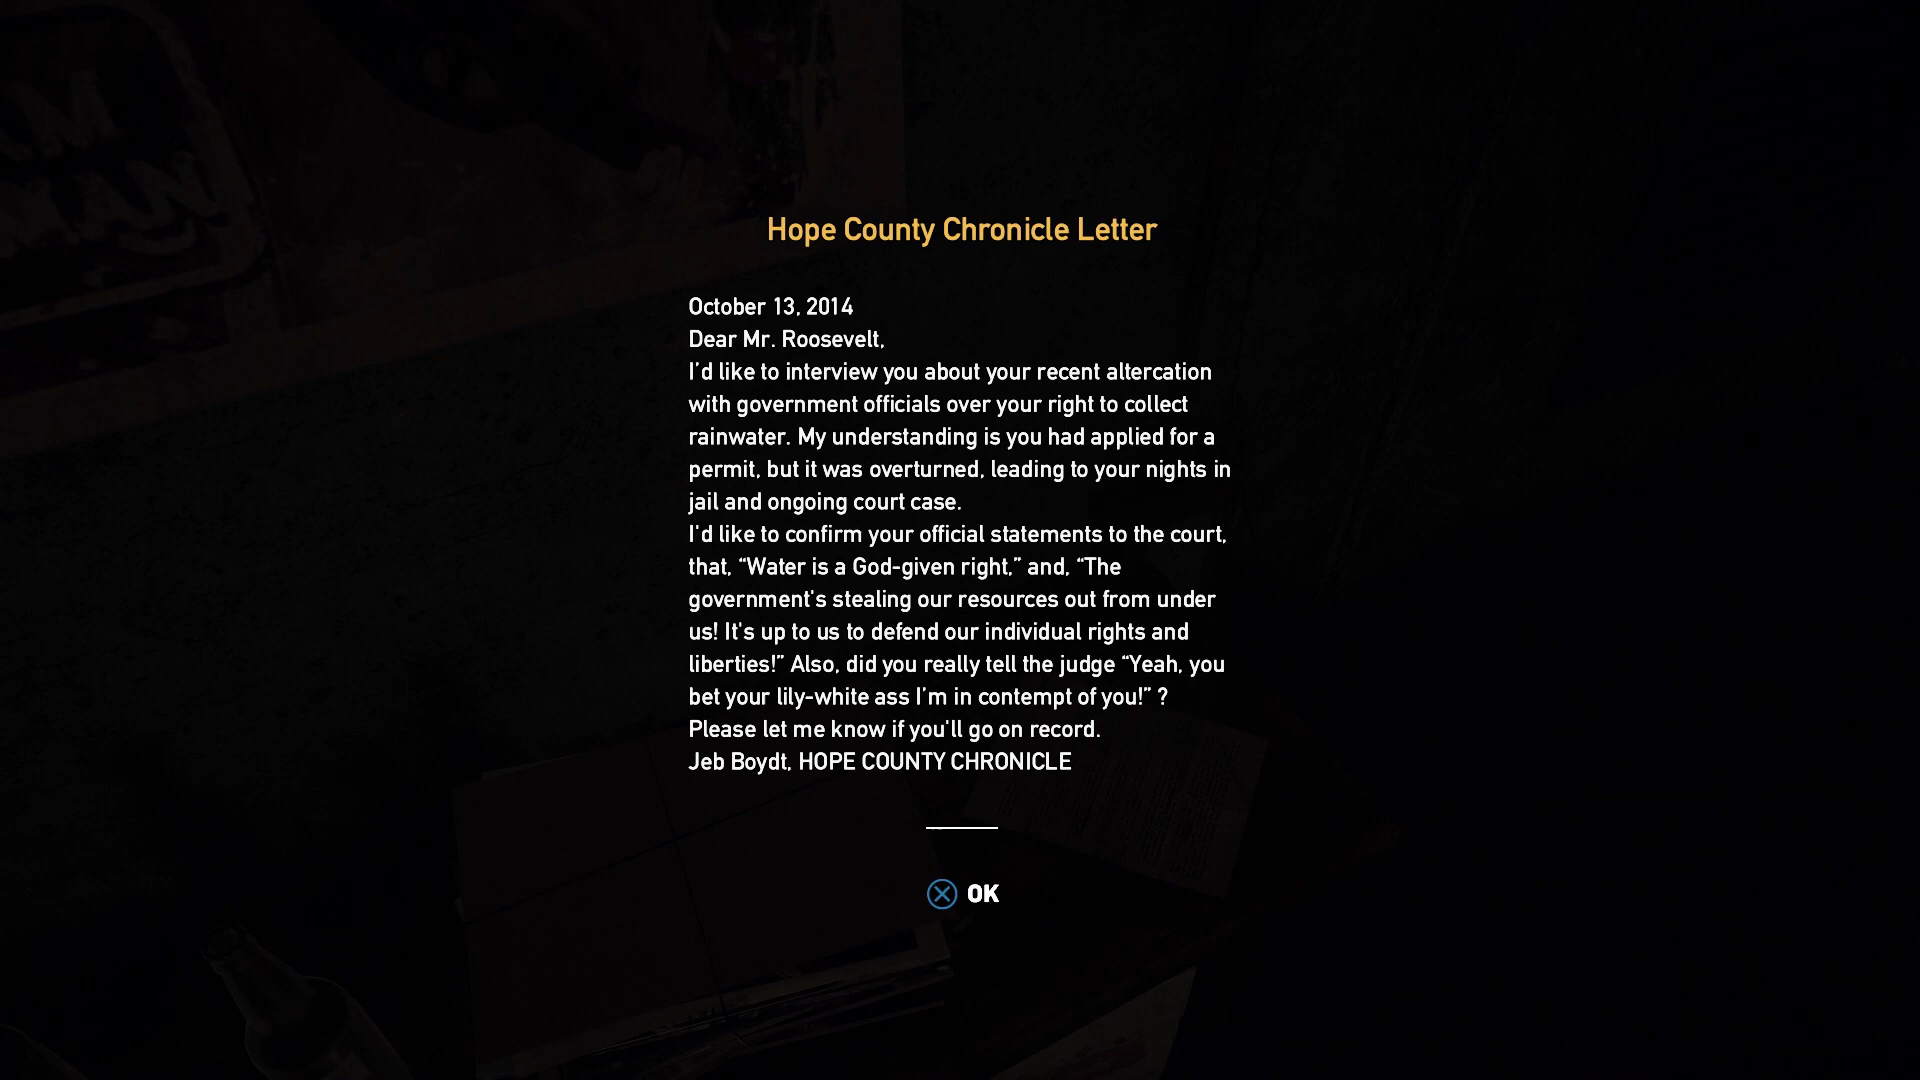 Hope County Chronicle Letter
October 13, 2014
Dear Mr. Roosevelt,
I’d like to interview you about your recent altercation
with government officials over your right to collect
rainwater. My understanding is you had applied for a
permit, but it was overturned, leading to your nights in
jail and ongoing court case.
I'd like to confirm your official statements to the court,
that, “Water is a God-given right,” and, “The
government's stealing our resources out from under
us! It's up to us to defend our individual rights and
liberties!” Also, did you really tell the judge “Yeah, you
bet your lily-white ass I’m in contempt of you!” ?
Please let me know if you'll go on record.
Jeb Boydt, HOPE COUNTY CHRONICLE
OK